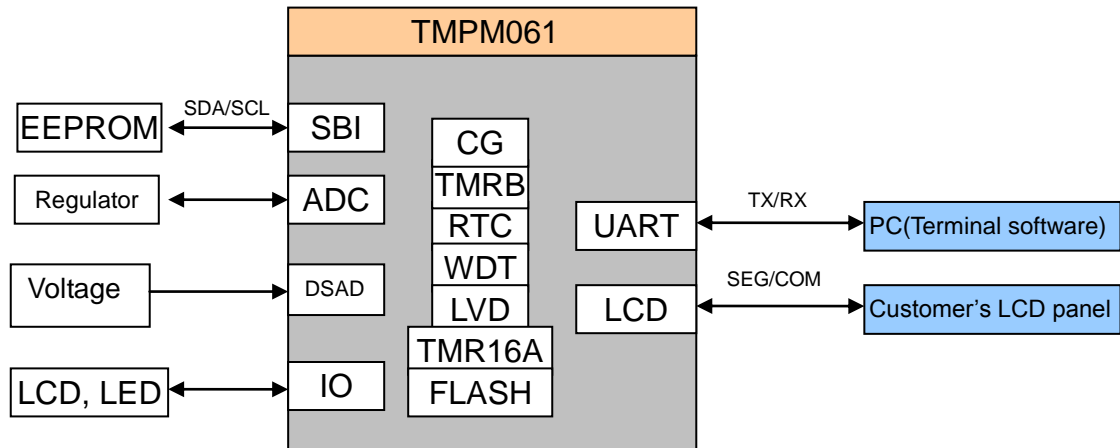 TMPM061
EEPROM
SDA/SCL
SBI
Regulator
ADC
Voltage
DSAD
LCD, LED
IO
CG
TMRB
RTC
WDT
LVD
TMR16A
FLASH
UART
TX/RX
PC(Terminal software)
LCD
SEG/COM
Customer’s LCD panel